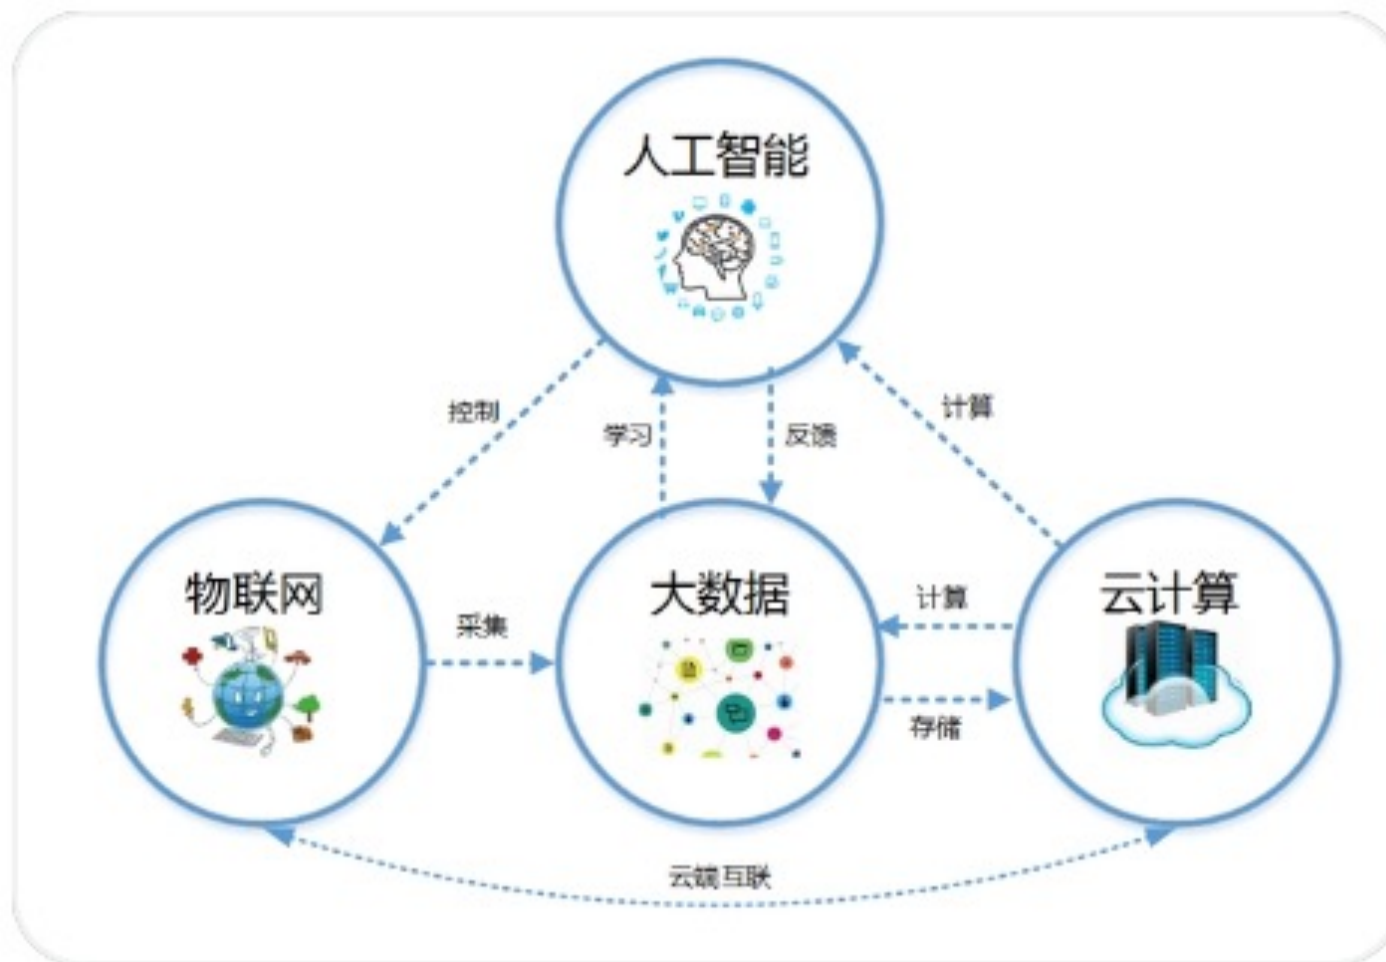 人工智能
控制
学习
反馈
计算
物联网
采集
大数据
计算
存储
云计算
云端互联